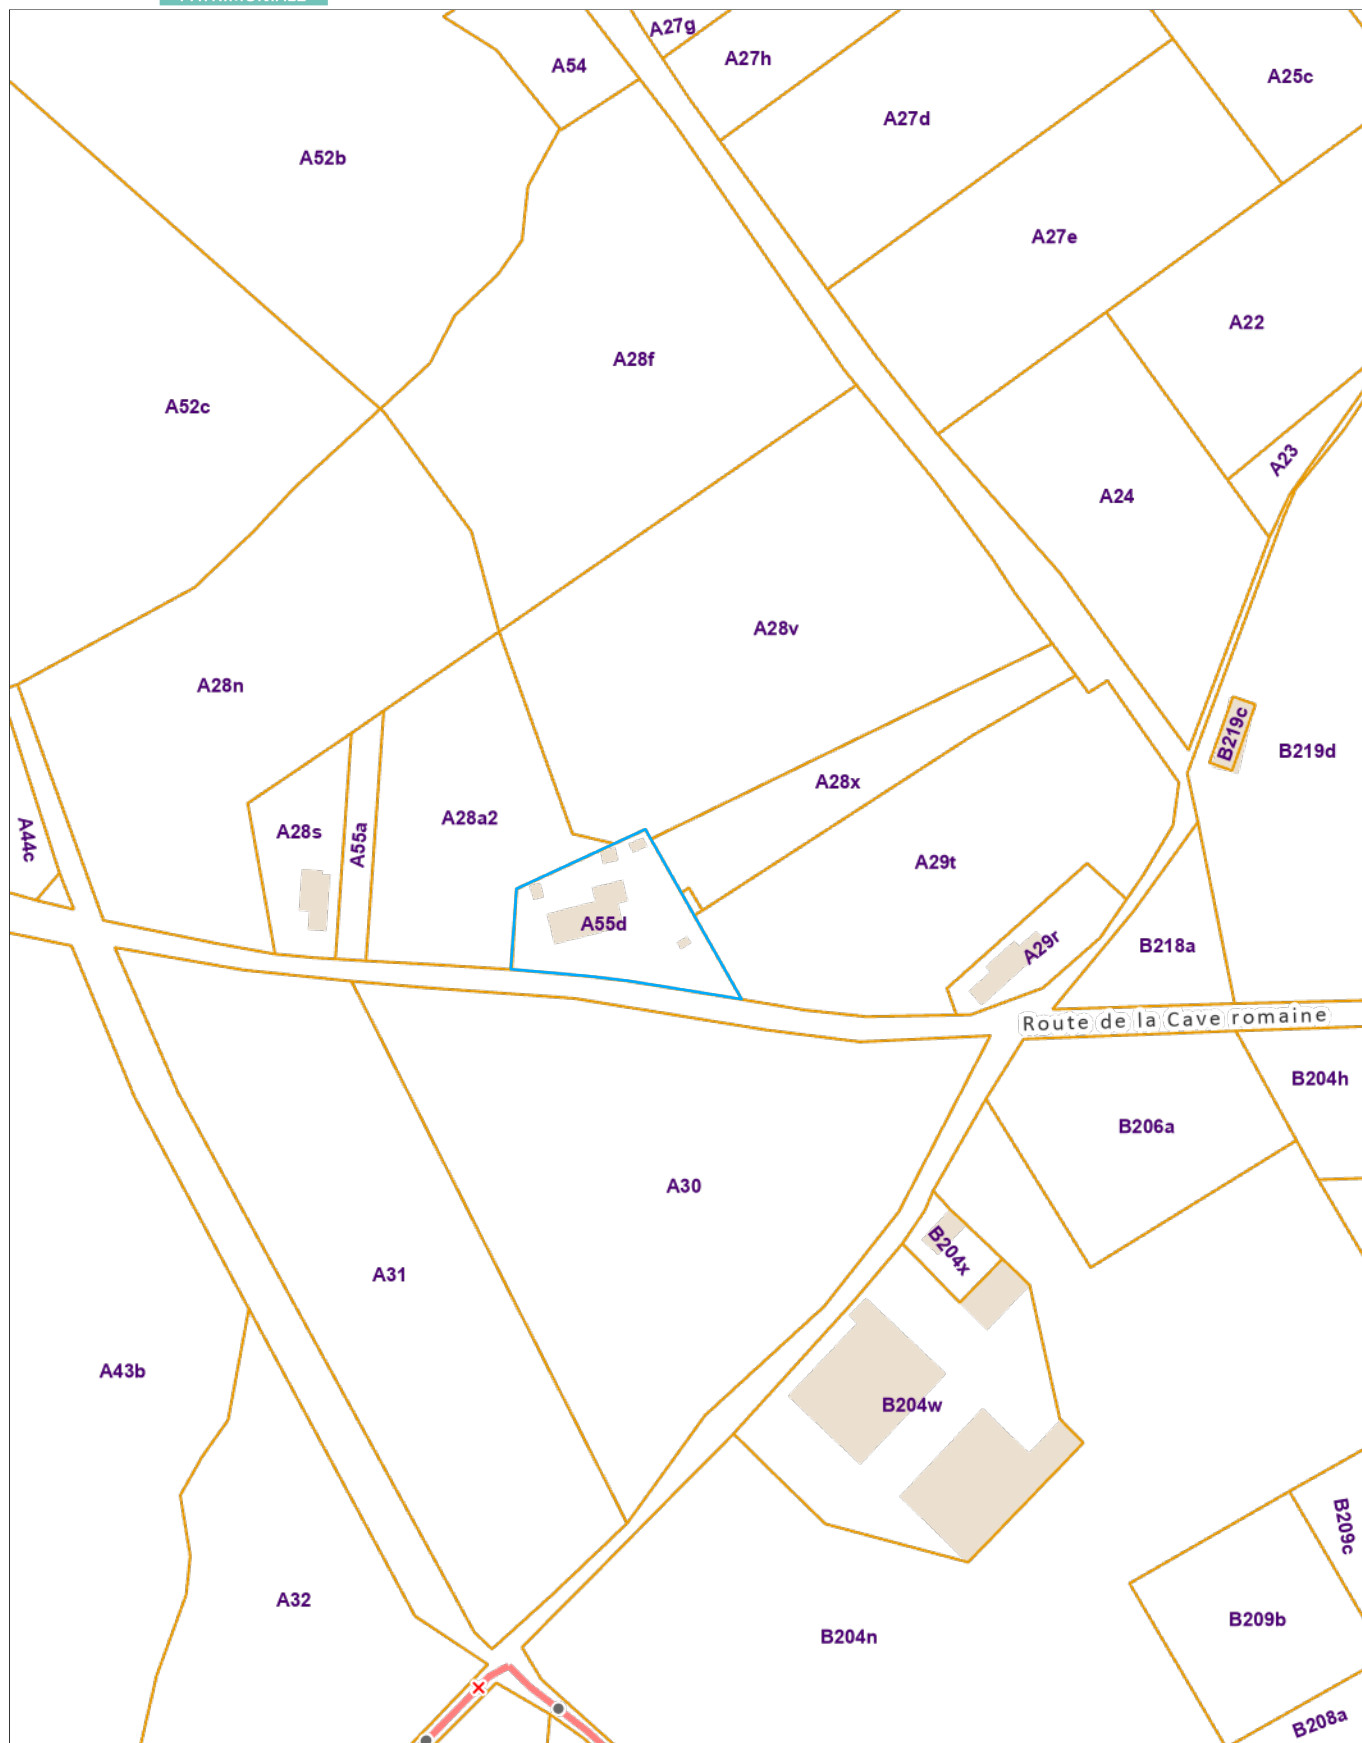 A27g
A54
A27h
A25c
A27d
A52b
A27e
A22
A28f
A52c
A23
A24
A28v
A28n
B219c
B219d
A28x
A28a2
A28s
A55a
A44c
A29t
A55d
A29r
B218a
Route de la Cave romaine
B204h
B206a
A30
B204x
A31
A43b
B204w
B209c
A32
B209b
B204n
B208a